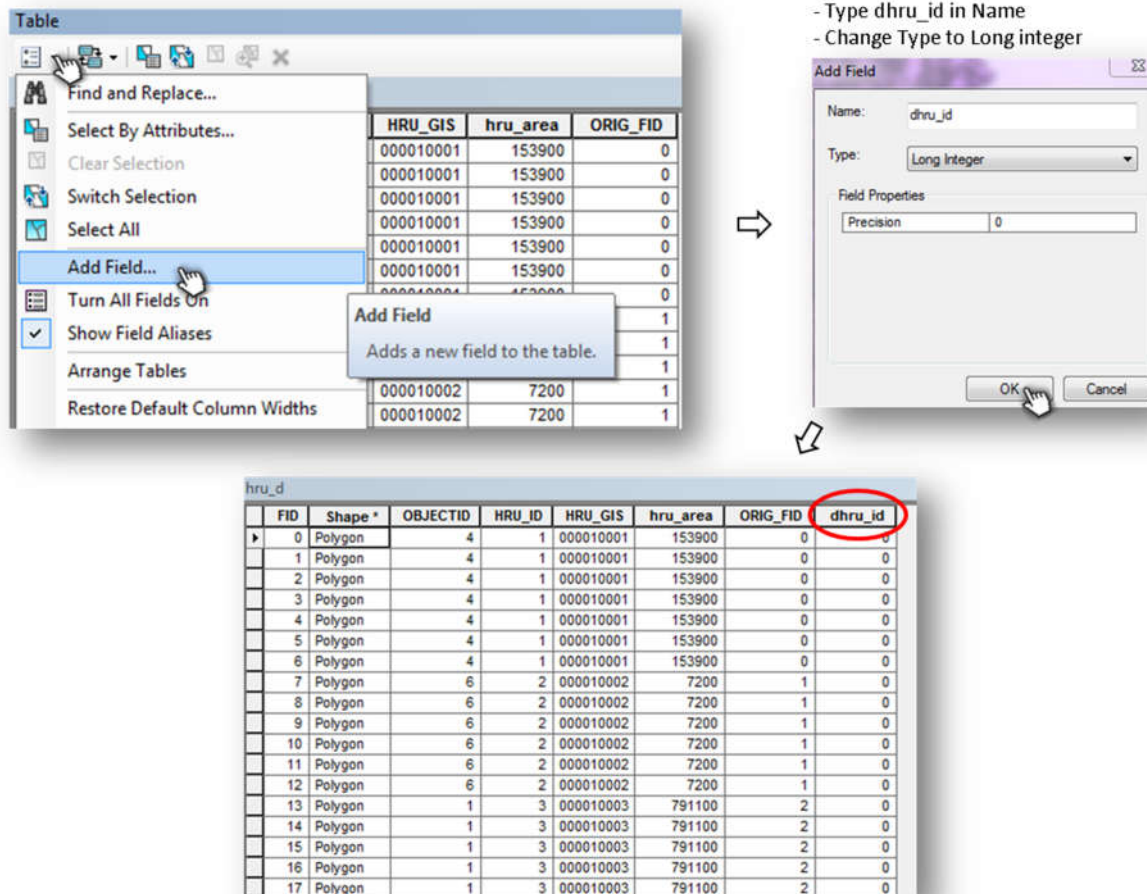 Table
Find and Replace...
Select By Attributes...
Clear Selection
Switch Selection
Select All
Add Field...
Turn All Fields On
Show Field Aliases
Arrange Tables
Restore Default Column Widths
Add Field
Adds a new field to the table.
HRU_GIS hru_area ORIG_FID
000010001 153900 0
000010001 153900 0
000010001 153900 0
000010001 153900 0
000010001 153900 0
000010001 153900 0
0
1
1
1
000010002 7200 1
000010002 7200 1
- Type dhru_id in Name
- Change Type to Long integer
Add Field
Name: dhru_id
Type: Long Integer
Field Properties
Precision 0
OK Cancel
hru_d
FID Shape * OBJECTID HRU_ID HRU_GIS hru_area ORIG_FID dhru_id
0 Polygon 4 1 000010001 153900 0 0
1 Polygon 4 1 000010001 153900 0 0
2 Polygon 4 1 000010001 153900 0 0
3 Polygon 4 1 000010001 153900 0 0
4 Polygon 4 1 000010001 153900 0 0
5 Polygon 4 1 000010001 153900 0 0
6 Polygon 4 1 000010001 153900 0 0
7 Polygon 6 2 000010002 7200 1 0
8 Polygon 6 2 000010002 7200 1 0
9 Polygon 6 2 000010002 7200 1 0
10 Polygon 6 2 000010002 7200 1 0
11 Polygon 6 2 000010002 7200 1 0
12 Polygon 6 2 000010002 7200 1 0
13 Polygon 1 3 000010003 791100 2 0
14 Polygon 1 3 000010003 791100 2 0
15 Polygon 1 3 000010003 791100 2 0
16 Polygon 1 3 000010003 791100 2 0
17 Polygon 1 3 000010003 791100 2 0